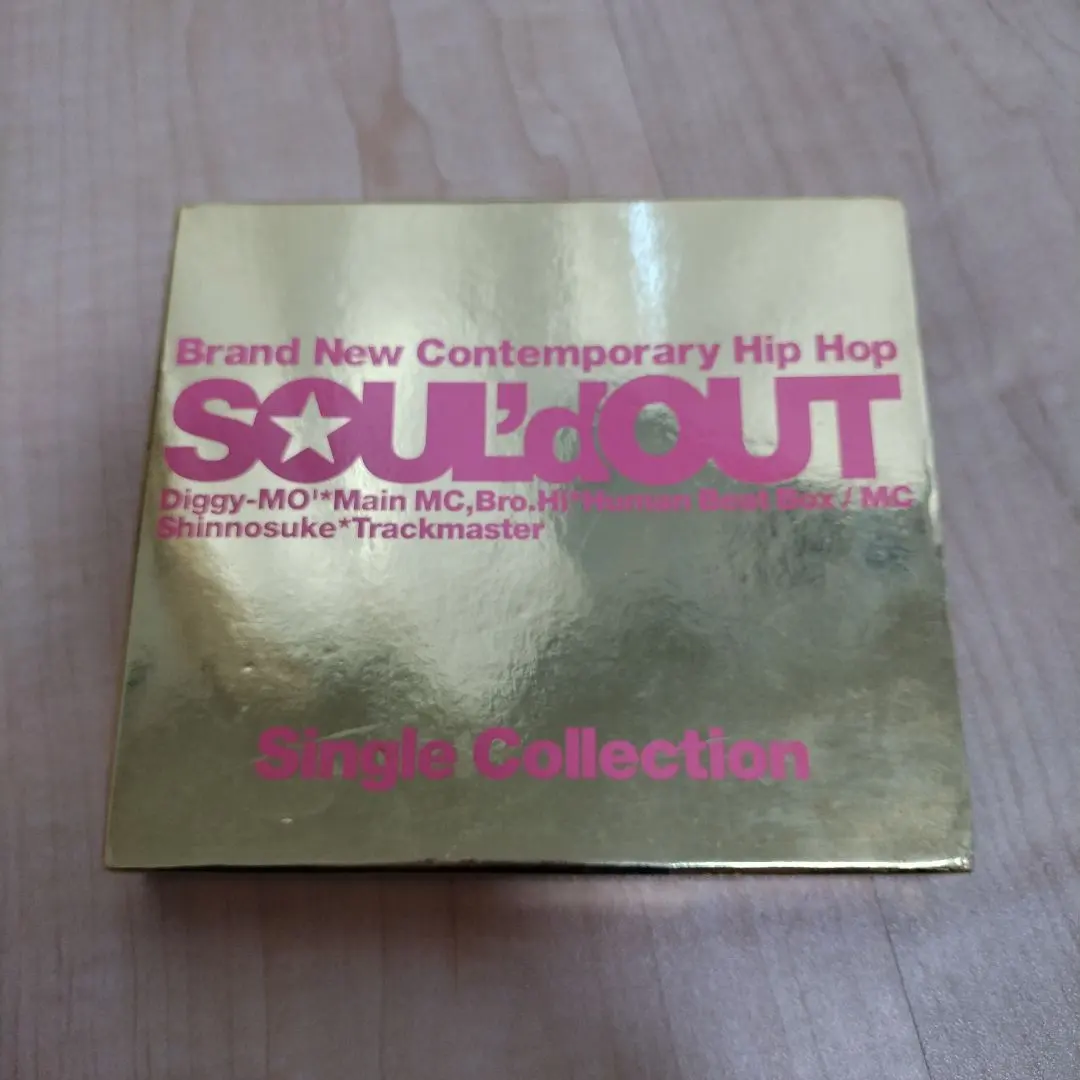 Brand New Contemporary Hip Hop
SOUL'dOUT
Diggy-MO'*Main MC,Bro.Hi*Human Beat Box / MC
Shinnosuke*Trackmaster
Single Collection